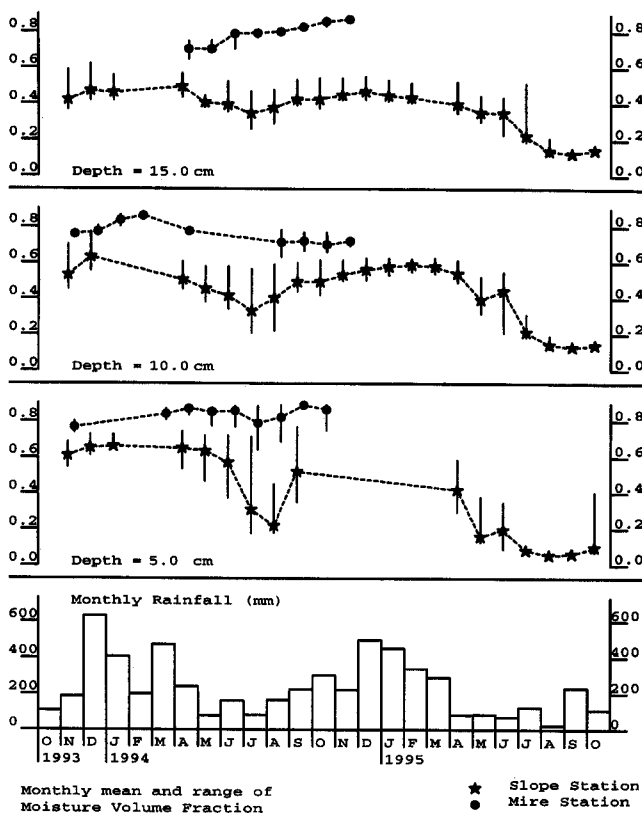 0.8 0.8
0.6 0.6
0.4 0.4
0.2 0.2
0.0 0.0
Depth = 15.0 cm
0.8 0.8
0.6 0.6
0.4 0.4
0.2 0.2
0.0 0.0
Depth = 10.0 cm
0.8 0.8
0.6 0.6
0.4 0.4
0.2 0.2
0.0 0.0
Depth = 5.0 cm
Monthly Rainfall (mm)
600 600
400 400
200 200
0 0
O N D J F M A M J J A S O N D J F M A M J J A S O
1993 1994 1995
Monthly mean and range of
Moisture Volume Fraction
Slope Station
Mire Station